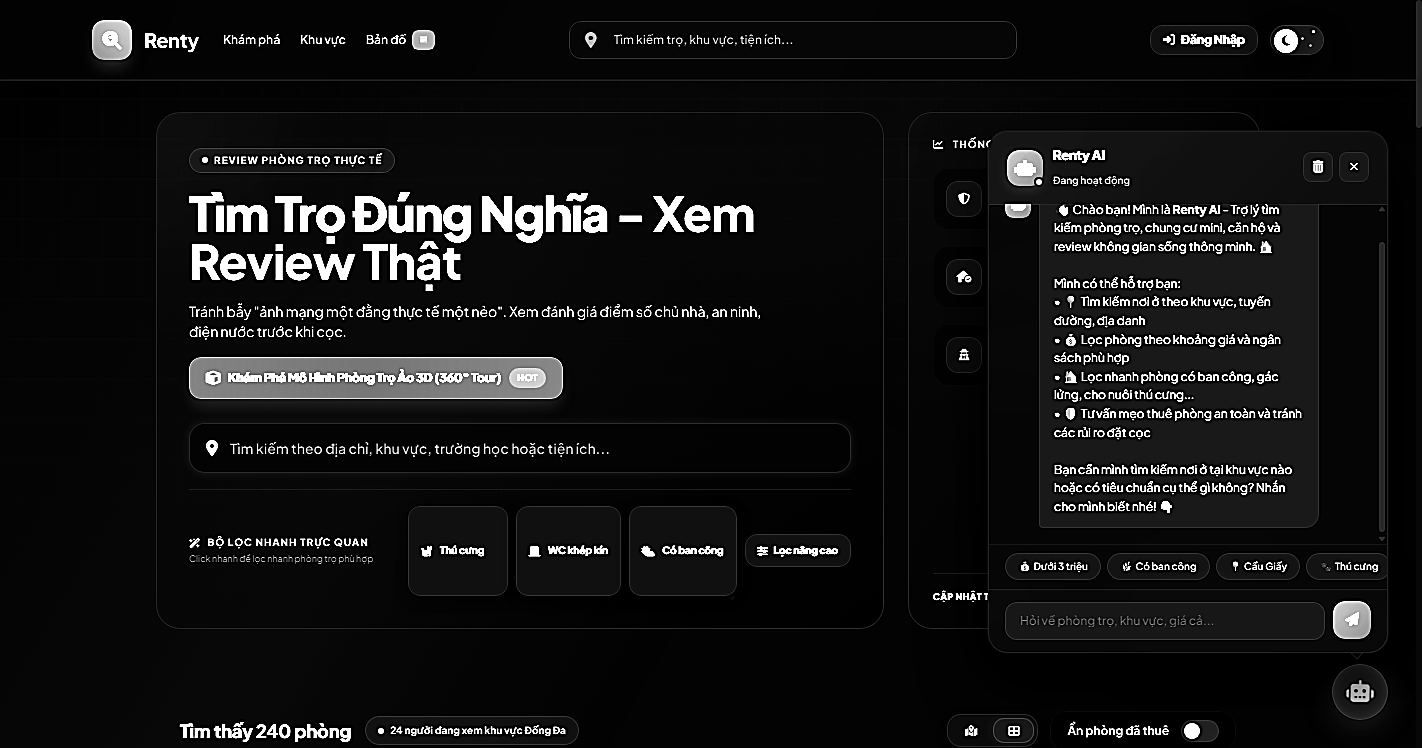 Renty
Khám phá
Khu vực
Bản đồ
Tìm kiếm trọ, khu vực, tiện ích...
Đăng Nhập
REVIEW PHÒNG TRỌ THỰC TẾ
Tìm Trọ Đúng Nghĩa – Xem
Review Thật
Tránh bẫy "ảnh mạng một đằng thực tế một nẻo". Xem đánh giá điểm số chủ nhà, an ninh,
điện nước trước khi cọc.
Khám Phá Mô Hình Phòng Trọ Ảo 3D (360° Tour) HOT
Tìm kiếm theo địa chỉ, khu vực, trường học hoặc tiện ích...
BỘ LỌC NHANH TRỰC QUAN
Click nhanh để lọc nhanh phòng trọ phù hợp
Thú cưng
WC khép kín
Có ban công
Lọc nâng cao
THỐNG
CẬP NHẬT T
Renty AI
Đang hoạt động
Chào bạn! Mình là Renty AI - Trợ lý tìm
kiếm phòng trọ, chung cư mini, căn hộ và
review không gian sống thông minh.
Mình có thể hỗ trợ bạn:
• Tìm kiếm nơi ở theo khu vực, tuyến
đường, địa danh
• Lọc phòng theo khoảng giá và ngân
sách phù hợp
• Lọc nhanh phòng có ban công, gác
lửng, cho nuôi thú cưng...
• Tư vấn mẹo thuê phòng an toàn và tránh
các rủi ro đặt cọc
Bạn cần mình tìm kiếm nơi ở tại khu vực nào
hoặc có tiêu chuẩn cụ thể gì không? Nhắn
cho mình biết nhé!
Dưới 3 triệu
Có ban công
Cầu Giấy
Thú cưng
Hỏi về phòng trọ, khu vực, giá cả...
Tìm thấy 240 phòng
24 người đang xem khu vực Đống Đa
Ẩn phòng đã thuê